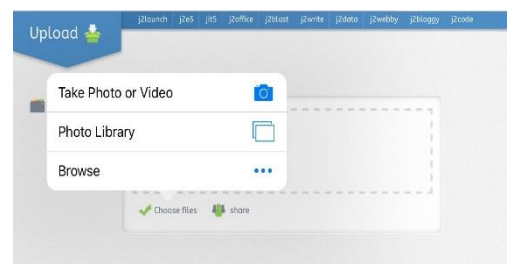 j2launch j2e5 jit5 j2office j2blast j2write j2data j2webby j2bloggy j2code
Upload
Take Photo or Video
Photo Library
Browse
Choose files share